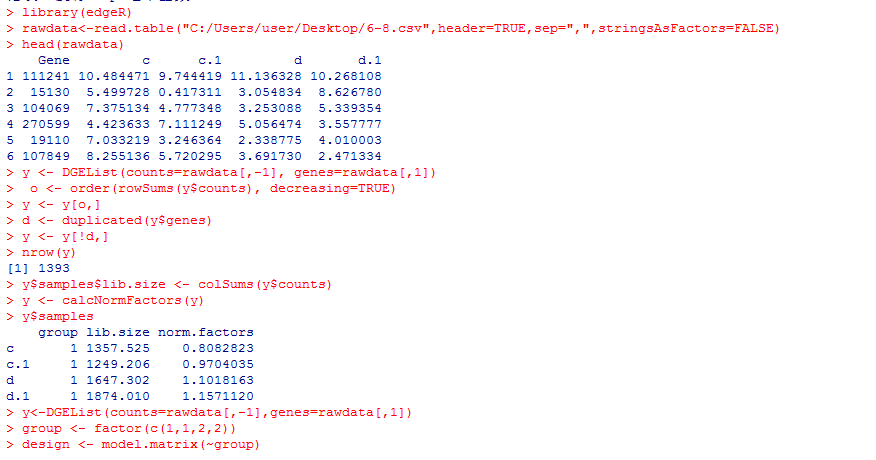 > library(edgeR)
> rawdata<-read.table("C:/Users/user/Desktop/6-8.csv",header=TRUE,sep=",",stringsAsFactors=FALSE)
> head(rawdata)
    Gene         c      c.1         d       d.1
1 111241 10.484471 9.744419 11.136328 10.268108
2  15130  5.499728 0.417311  3.054834  8.626780
3 104069  7.375134 4.777348  3.253088  5.339354
4 270599  4.423633 7.111249  5.056474  3.557777
5  19110  7.033219 3.246364  2.338775  4.010003
6 107849  8.255136 5.720295  3.691730  2.471334
> y <- DGEList(counts=rawdata[,-1], genes=rawdata[,1])
>  o <- order(rowSums(y$counts), decreasing=TRUE)
> y <- y[o,]
> d <- duplicated(y$genes)
> y <- y[!d,]
> nrow(y)
[1] 1393
> y$samples$lib.size <- colSums(y$counts)
> y <- calcNormFactors(y)
> y$samples
    group lib.size norm.factors
c       1 1357.525    0.8082823
c.1     1 1249.206    0.9704035
d       1 1647.302    1.1018163
d.1     1 1874.010    1.1571120
> y<-DGEList(counts=rawdata[,-1],genes=rawdata[,1])
> group <- factor(c(1,1,2,2))
> design <- model.matrix(~group)